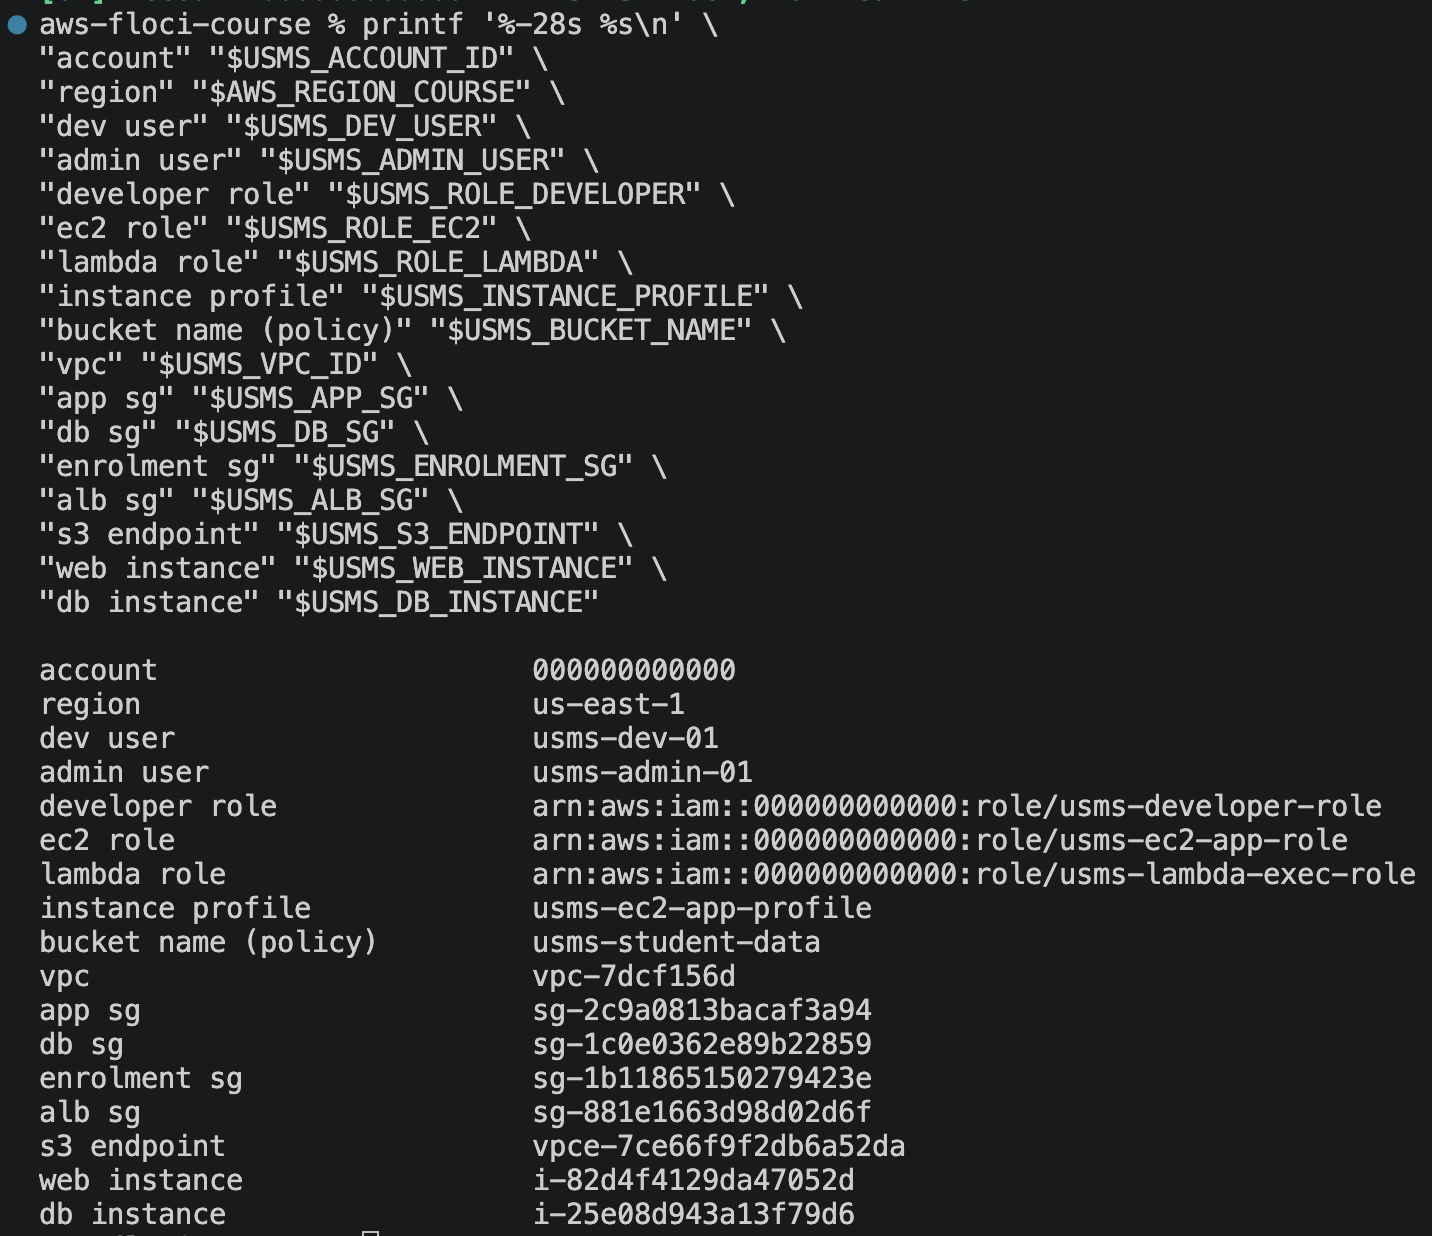 aws-floci-course % printf '%-28s %s\n' \
"account" "$USMS_ACCOUNT_ID" \
"region" "$AWS_REGION_COURSE" \
"dev user" "$USMS_DEV_USER" \
"admin user" "$USMS_ADMIN_USER" \
"developer role" "$USMS_ROLE_DEVELOPER" \
"ec2 role" "$USMS_ROLE_EC2" \
"lambda role" "$USMS_ROLE_LAMBDA" \
"instance profile" "$USMS_INSTANCE_PROFILE" \
"bucket name (policy)" "$USMS_BUCKET_NAME" \
"vpc" "$USMS_VPC_ID" \
"app sg" "$USMS_APP_SG" \
"db sg" "$USMS_DB_SG" \
"enrolment sg" "$USMS_ENROLMENT_SG" \
"alb sg" "$USMS_ALB_SG" \
"s3 endpoint" "$USMS_S3_ENDPOINT" \
"web instance" "$USMS_WEB_INSTANCE" \
"db instance" "$USMS_DB_INSTANCE"
account 000000000000
region us-east-1
dev user usms-dev-01
admin user usms-admin-01
developer role arn:aws:iam::000000000000:role/usms-developer-role
ec2 role arn:aws:iam::000000000000:role/usms-ec2-app-role
lambda role arn:aws:iam::000000000000:role/usms-lambda-exec-role
instance profile usms-ec2-app-profile
bucket name (policy) usms-student-data
vpc vpc-7dcf156d
app sg sg-2c9a0813bacaf3a94
db sg sg-1c0e0362e89b22859
enrolment sg sg-1b11865150279423e
alb sg sg-881e1663d98d02d6f
s3 endpoint vpce-7ce66f9f2db6a52da
web instance i-82d4f4129da47052d
db instance i-25e08d943a13f79d6